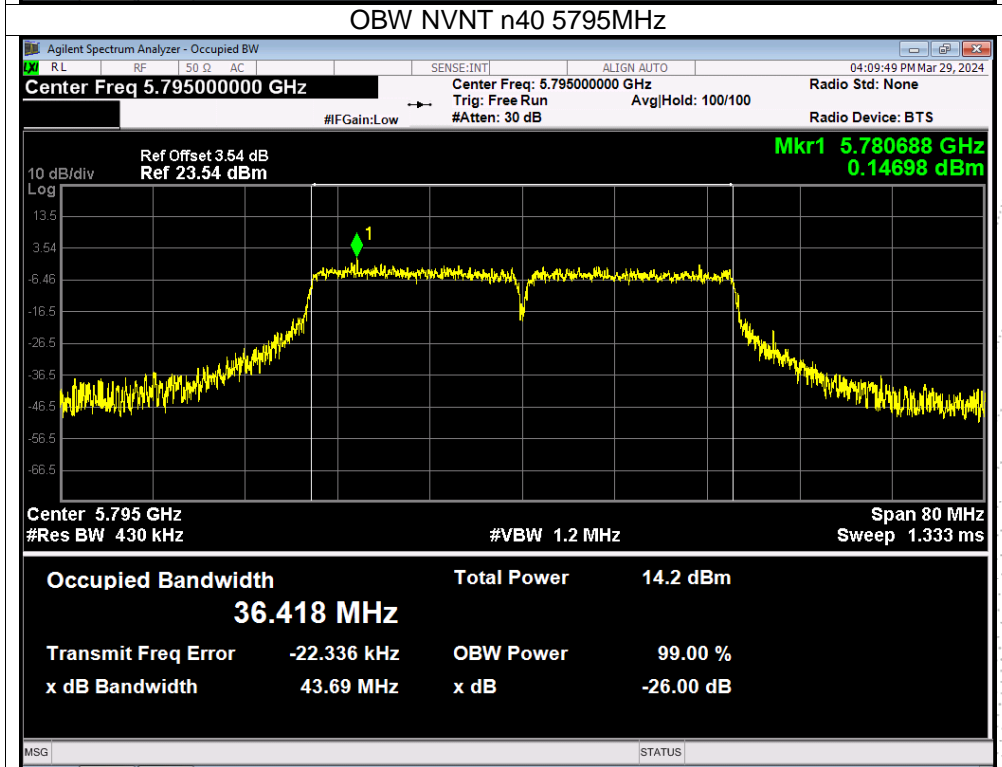 OBW NVNT n40 5795MHz
Agilent Spectrum Analyzer - Occupied BW
LXI RL RF 50 Ω AC SENSE:INT ALIGN AUTO 04:09:49 PM Mar 29, 2024
Center Freq 5.795000000 GHz Center Freq: 5.795000000 GHz Radio Std: None
Trig: Free Run Avg|Hold: 100/100
#IFGain:Low #Atten: 30 dB Radio Device: BTS
Mkr1 5.780688 GHz
0.14698 dBm
Ref Offset 3.54 dB
10 dB/div Ref 23.54 dBm
Log
13.5
1
3.54
-6.46
-16.5
-26.5
-36.5
-46.5
-56.5
-66.5
Center 5.795 GHz Span 80 MHz
#Res BW 430 kHz #VBW 1.2 MHz Sweep 1.333 ms
Occupied Bandwidth Total Power 14.2 dBm
36.418 MHz
Transmit Freq Error -22.336 kHz OBW Power 99.00 %
x dB Bandwidth 43.69 MHz x dB -26.00 dB
MSG STATUS